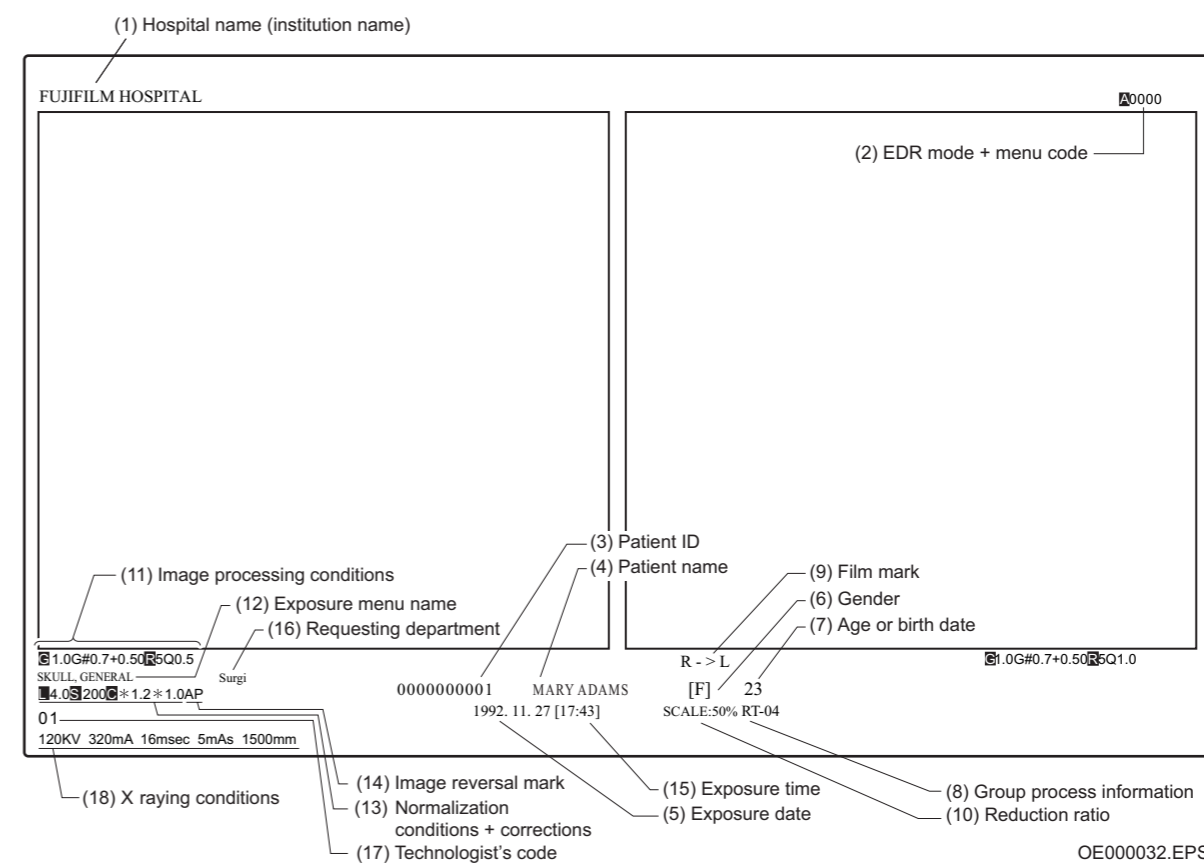 (1) Hospital name (institution name)
FUJIFILM HOSPITAL
A0000
(2) EDR mode + menu code
(3) Patient ID
(4) Patient name
(11) Image processing conditions
(9) Film mark
(12) Exposure menu name
(6) Gender
(16) Requesting department
(7) Age or birth date
G1.0G#0.7+0.50R5Q0.5
R - > L
G1.0G#0.7+0.50R5Q1.0
SKULL, GENERAL
Surgi
L4.0S200C*1.2*1.0AP
0000000001 MARY ADAMS [F] 23
01
1992. 11. 27 [17:43] SCALE:50% RT-04
120KV 320mA 16msec 5mAs 1500mm
(14) Image reversal mark
(15) Exposure time
(8) Group process information
(18) X raying conditions
(13) Normalization
conditions + corrections
(5) Exposure date
(10) Reduction ratio
(17) Technologist's code
OE000032.EPS